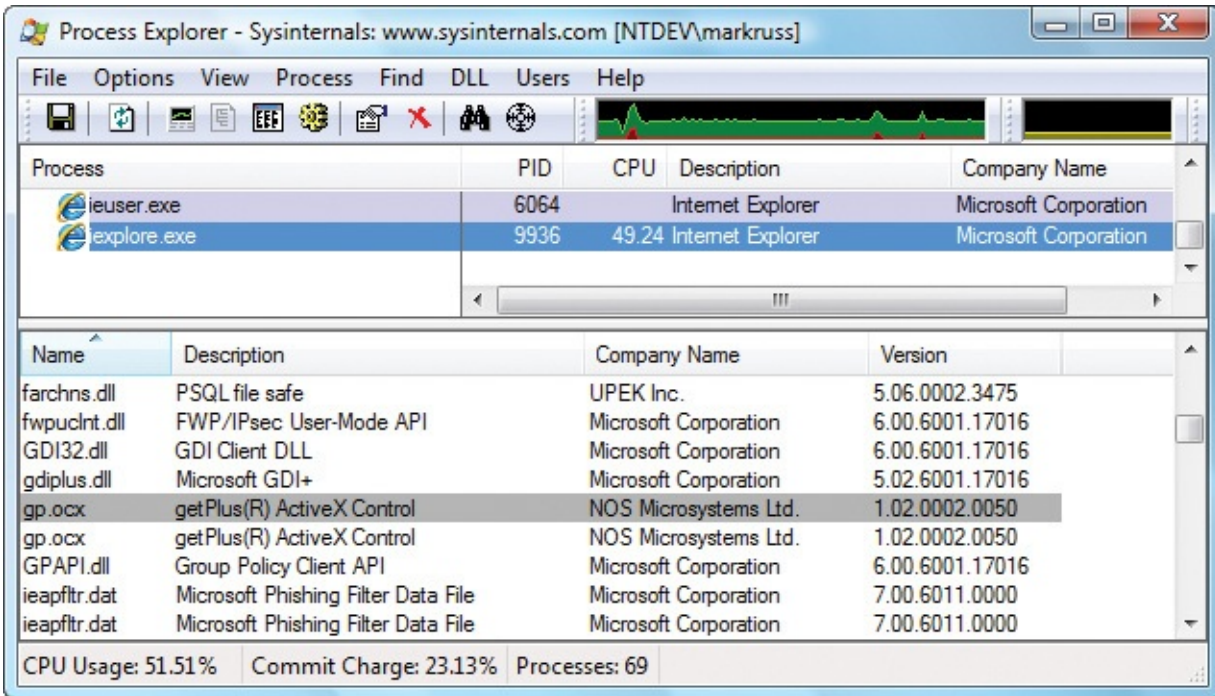 Process Explorer - Sysinternals: www.sysinternals.com [NTDEV\markruss]
File Options View Process Find DLL Users Help
Process PID CPU Description Company Name
ieuser.exe 6064 Internet Explorer Microsoft Corporation
iexplore.exe 9936 49.24 Internet Explorer Microsoft Corporation
Name Description Company Name Version
farchns.dll PSQL file safe UPEK Inc. 5.06.0002.3475
fwpuclnt.dll FWP/IPsec User-Mode API Microsoft Corporation 6.00.6001.17016
GDI32.dll GDI Client DLL Microsoft Corporation 6.00.6001.17016
gdiplus.dll Microsoft GDI+ Microsoft Corporation 5.02.6001.17016
gp.ocx getPlus(R) ActiveX Control NOS Microsystems Ltd. 1.02.0002.0050
gp.ocx getPlus(R) ActiveX Control NOS Microsystems Ltd. 1.02.0002.0050
GPAPI.dll Group Policy Client API Microsoft Corporation 6.00.6001.17016
ieapfltr.dat Microsoft Phishing Filter Data File Microsoft Corporation 7.00.6011.0000
ieapfltr.dat Microsoft Phishing Filter Data File Microsoft Corporation 7.00.6011.0000
CPU Usage: 51.51% Commit Charge: 23.13% Processes: 69